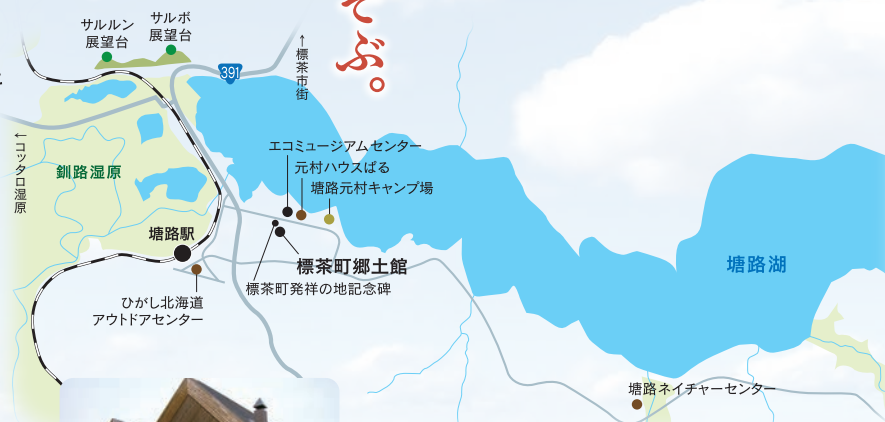 そぶ。
サルルン
展望台
サルボ
展望台
391
↑標茶市街
←コッタロ湿原
釧路湿原
エコミュージアムセンター
元村ハウスぱる
塘路元村キャンプ場
塘路駅
標茶町郷土館
標茶町発祥の地記念碑
ひがし北海道
アウトドアセンター
塘路湖
塘路ネイチャーセンター